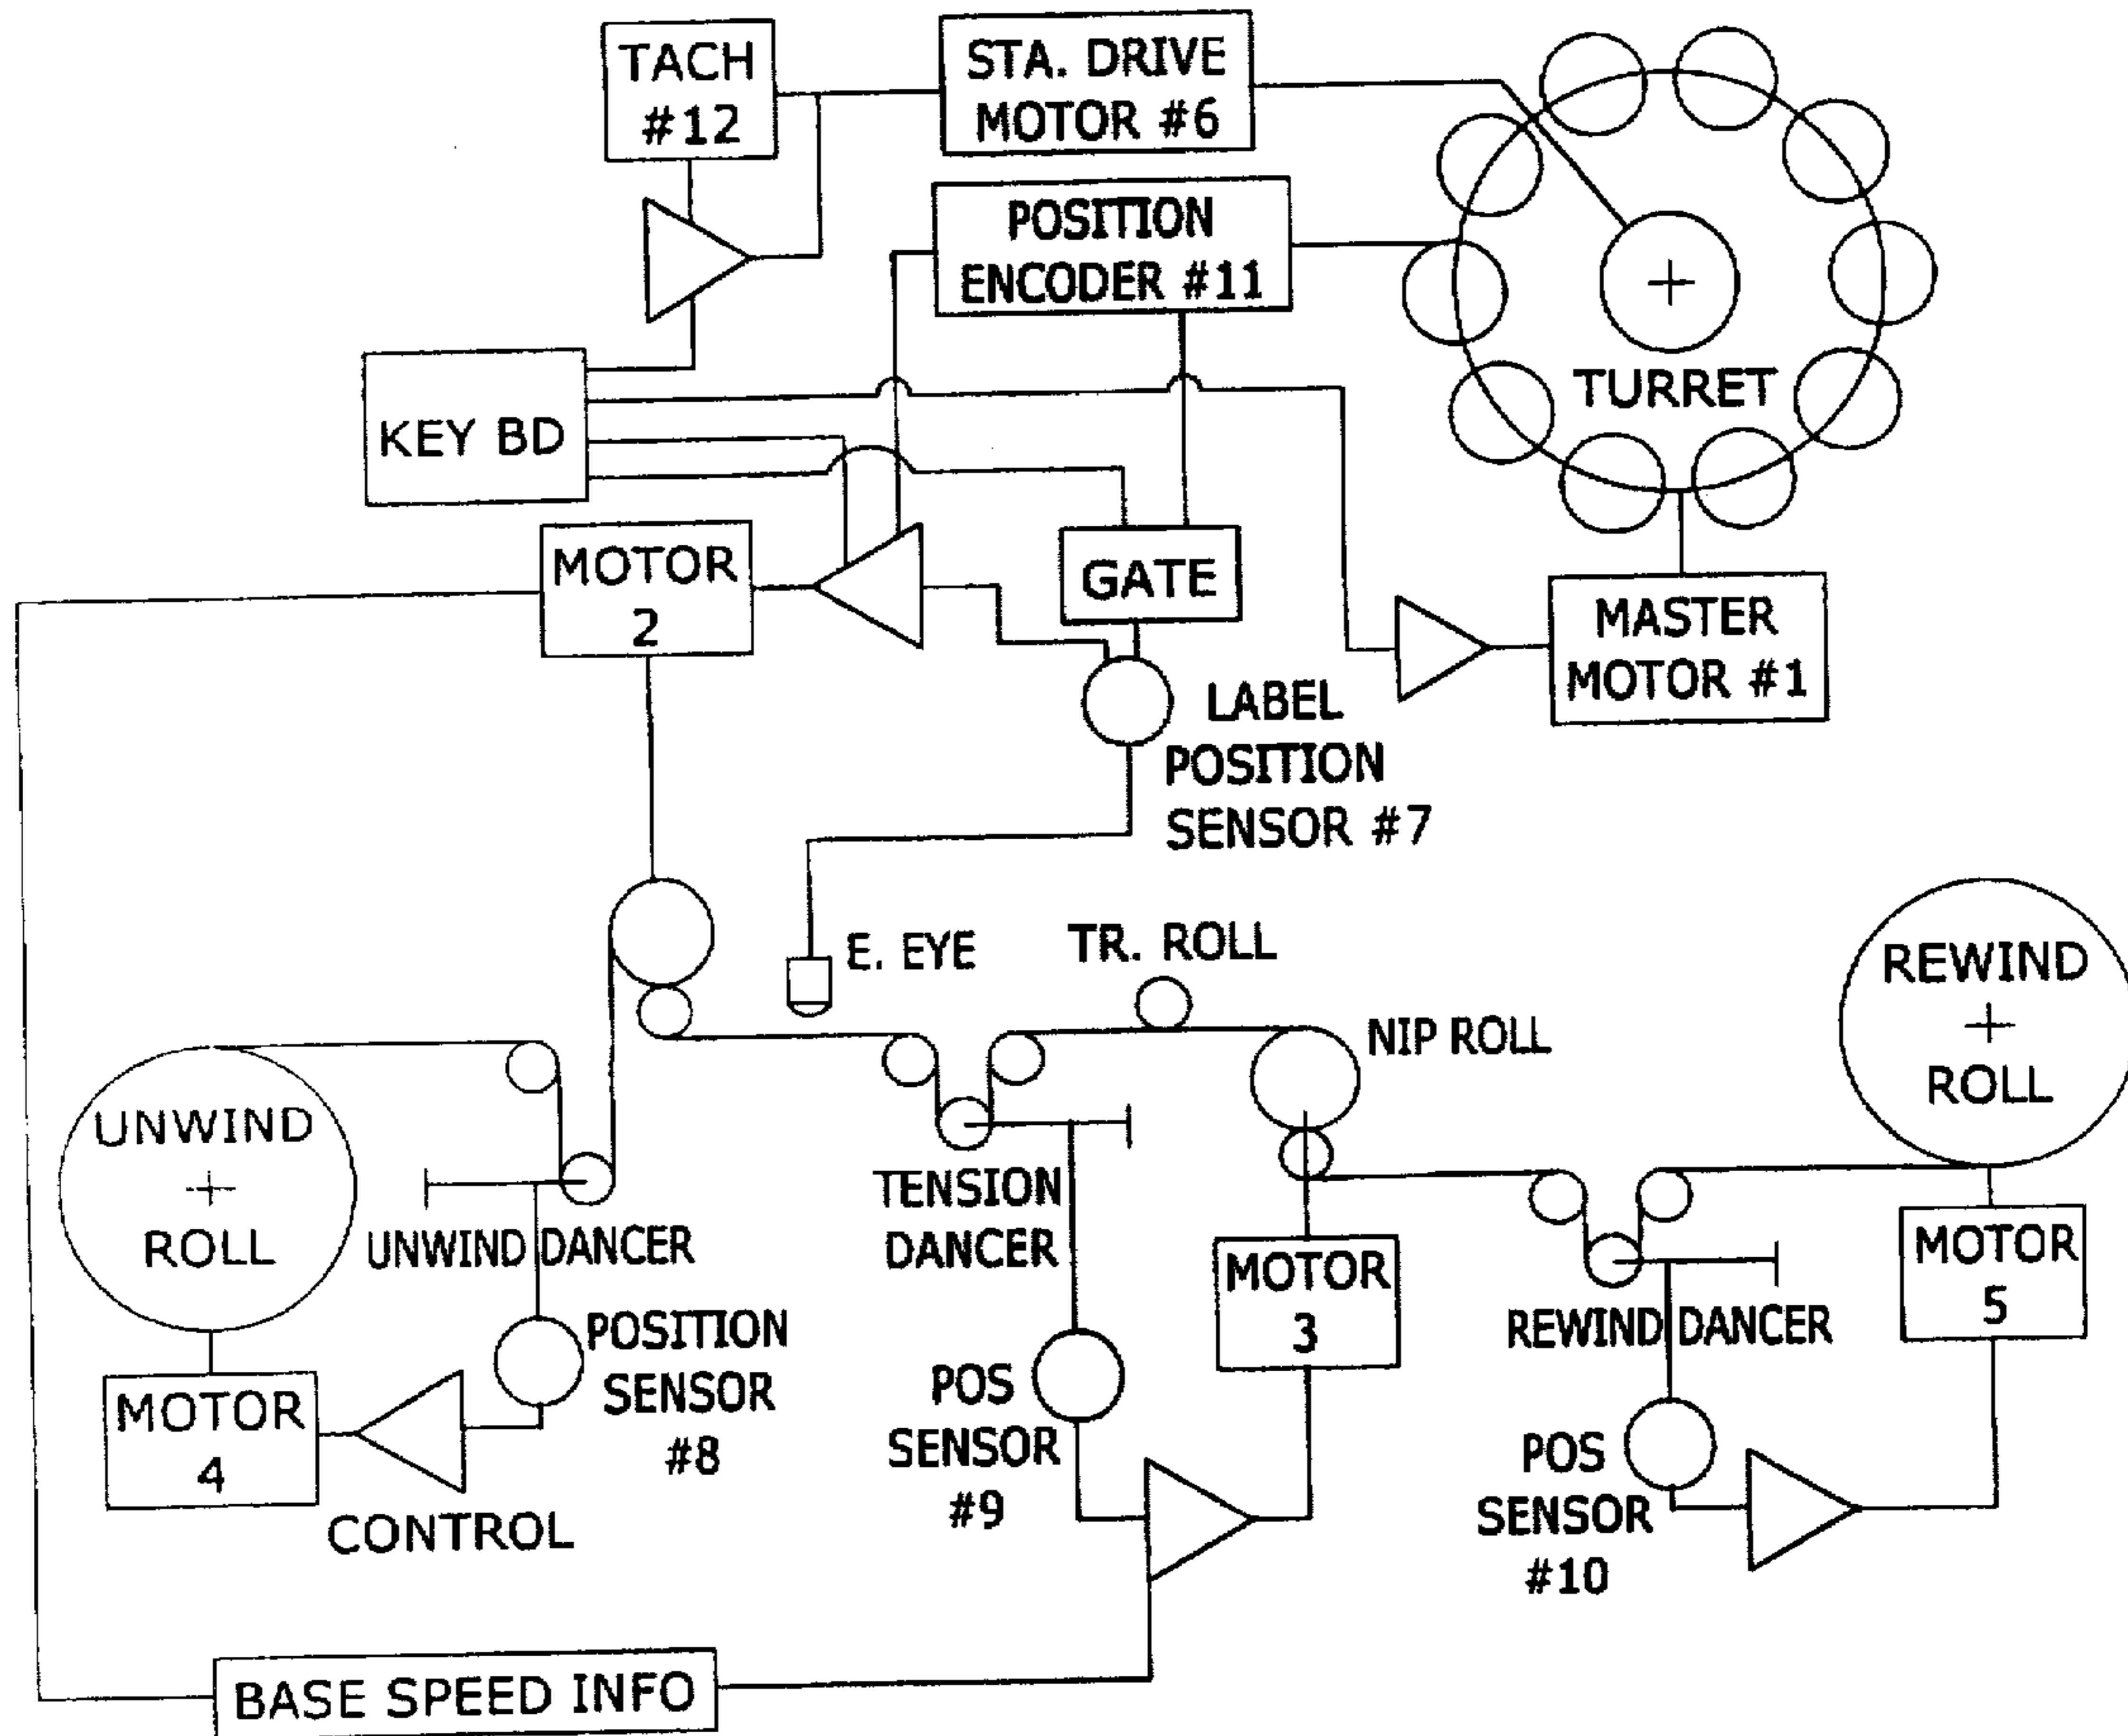 TACH
#12
STA. DRIVE
MOTOR #6
POSITION
ENCODER #11
TURRET
KEY BD
MOTOR
2
GATE
MASTER
MOTOR #1
LABEL
POSITION
SENSOR #7
E. EYE
TR. ROLL
NIP ROLL
REWIND
ROLL
UNWIND
ROLL
UNWIND DANCER
TENSION
DANCER
MOTOR
3
REWIND DANCER
MOTOR
5
POSITION
SENSOR
#8
MOTOR
4
CONTROL
POS
SENSOR
#9
POS
SENSOR
#10
BASE SPEED INFO